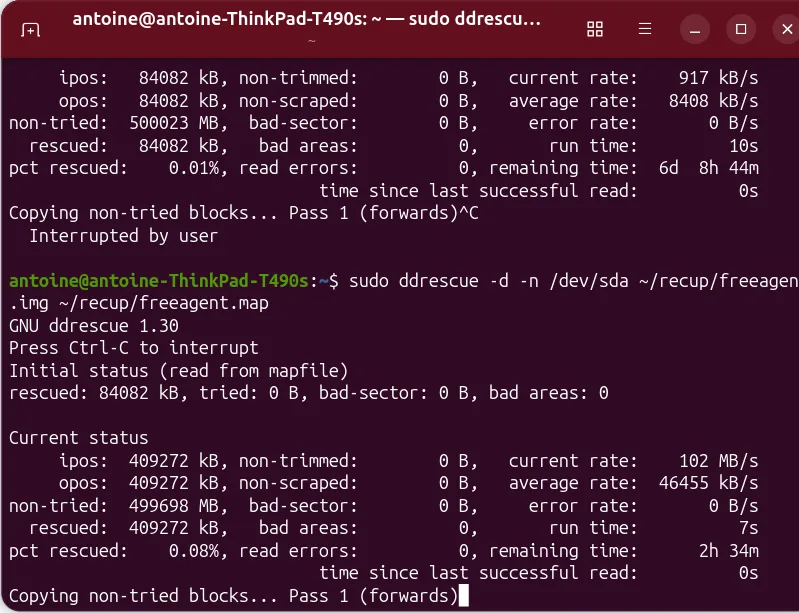 antoine@antoine-ThinkPad-T490s: ~ — sudo ddrescu...
~
ipos:   84082 kB, non-trimmed:        0 B,   current rate:    917 kB/s
opos:   84082 kB, non-scraped:        0 B,   average rate:   8408 kB/s
non-tried:  500023 MB,  bad-sector:        0 B,     error rate:       0 B/s
rescued:   84082 kB,   bad areas:        0,       run time:         10s
pct rescued:    0.01%, read errors:        0, remaining time:  6d  8h 44m
time since last successful read:          0s
Copying non-tried blocks... Pass 1 (forwards)^C
Interrupted by user
antoine@antoine-ThinkPad-T490s:~$ sudo ddrescue -d -n /dev/sda ~/recup/freeagen
.img ~/recup/freeagent.map
GNU ddrescue 1.30
Press Ctrl-C to interrupt
Initial status (read from mapfile)
rescued: 84082 kB, tried: 0 B, bad-sector: 0 B, bad areas: 0
Current status
ipos:  409272 kB, non-trimmed:        0 B,   current rate:    102 MB/s
opos:  409272 kB, non-scraped:        0 B,   average rate:  46455 kB/s
non-tried:  499698 MB,  bad-sector:        0 B,     error rate:       0 B/s
rescued:  409272 kB,   bad areas:        0,       run time:          7s
pct rescued:    0.08%, read errors:        0, remaining time:      2h 34m
time since last successful read:          0s
Copying non-tried blocks... Pass 1 (forwards)